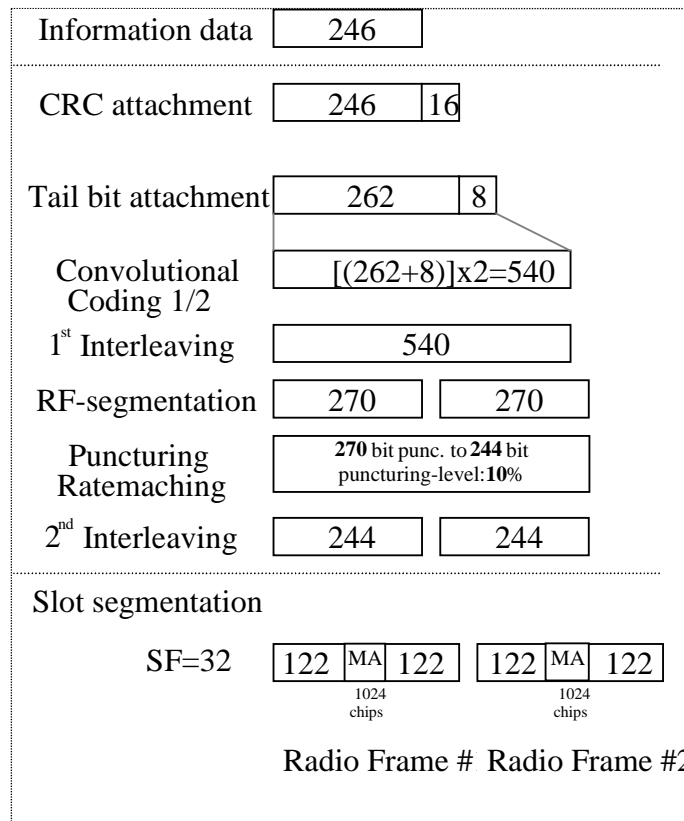 Information data 246
CRC attachment 246 16
Tail bit attachment 262 8
Convolutional
Coding 1/2
[(262+8)]x2=540
1st Interleaving 540
RF-segmentation 270 270
Puncturing
Ratemaching
270 bit punc. to 244 bit
puncturing-level:10%
2nd Interleaving 244 244
Slot segmentation
SF=32 122 MA 122 122 MA 122
1024 1024
chips chips
Radio Frame # Radio Frame #2